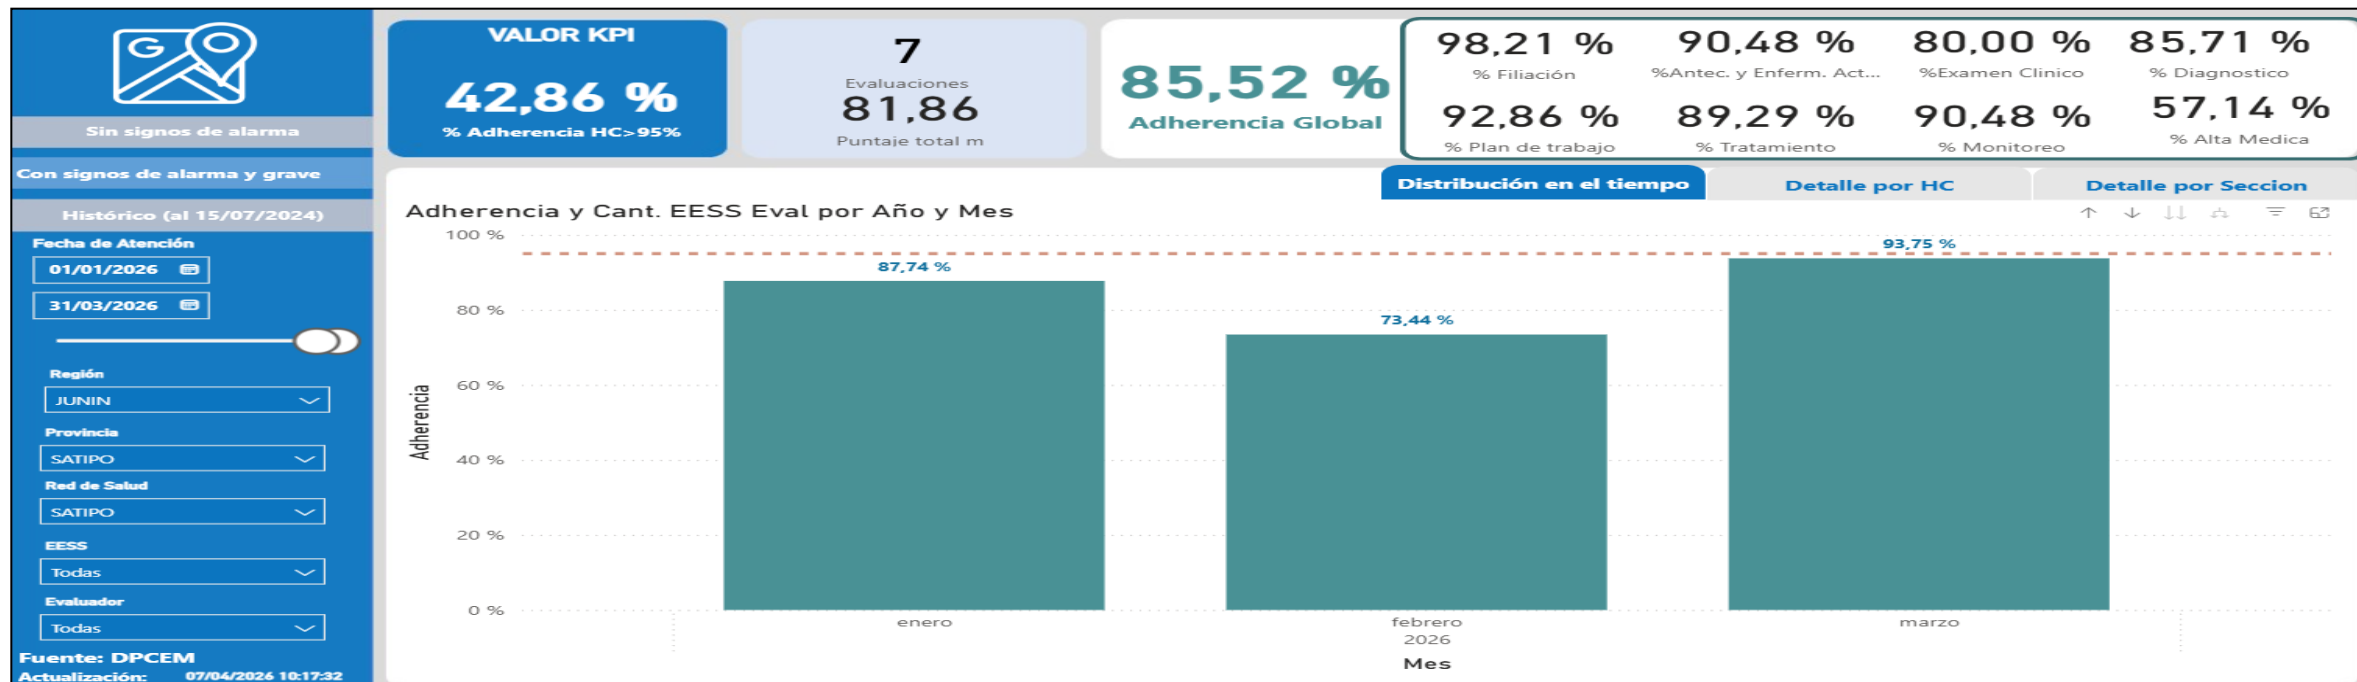 G
Sin signos de alarma
Con signos de alarma y grave
Histórico (al 15/07/2024)
Fecha de Atención
01/01/2026
31/03/2026
Región
JUNIN
Provincia
SATIPO
Red de Salud
SATIPO
EESS
Todas
Evaluador
Todas
Fuente: DPCEM
Actualización: 07/04/2026 10:17:32
VALOR KPI
42,86 %
% Adherencia HC>95%
7
Evaluaciones
81,86
Puntaje total m
85,52 %
Adherencia Global
98,21 % 90,48 % 80,00 % 85,71 %
% Filiación %Antec. y Enferm. Act... %Examen Clinico % Diagnostico
92,86 % 89,29 % 90,48 % 57,14 %
% Plan de trabajo % Tratamiento % Monitoreo % Alta Medica
Distribución en el tiempo Detalle por HC Detalle por Seccion
Adherencia y Cant. EESS Eval por Año y Mes
100 %
80 %
60 %
40 %
20 %
0 %
Adherencia
87,74 %
73,44 %
93,75 %
enero febrero marzo
2026
Mes